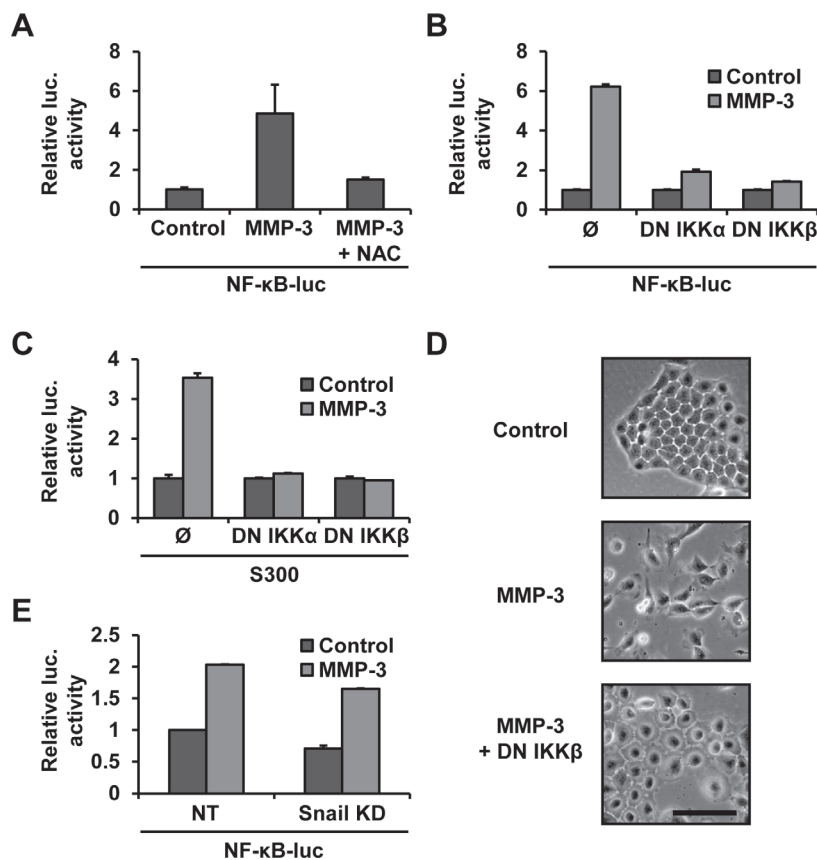 A
Relative luc.
activity
8
6
4
2
0
Control
MMP-3
MMP-3
+ NAC
NF-κB-luc
B
Relative luc.
activity
8
6
4
2
0
Control
MMP-3
Ø
DN IKKα
DN IKKβ
NF-κB-luc
C
Relative luc.
activity
4
3
2
1
0
Control
MMP-3
Ø
DN IKKα
DN IKKβ
S300
D
Control
MMP-3
MMP-3
+ DN IKKβ
E
Relative luc.
activity
2.5
2
1.5
1
0.5
0
Control
MMP-3
NT
Snail KD
NF-κB-luc